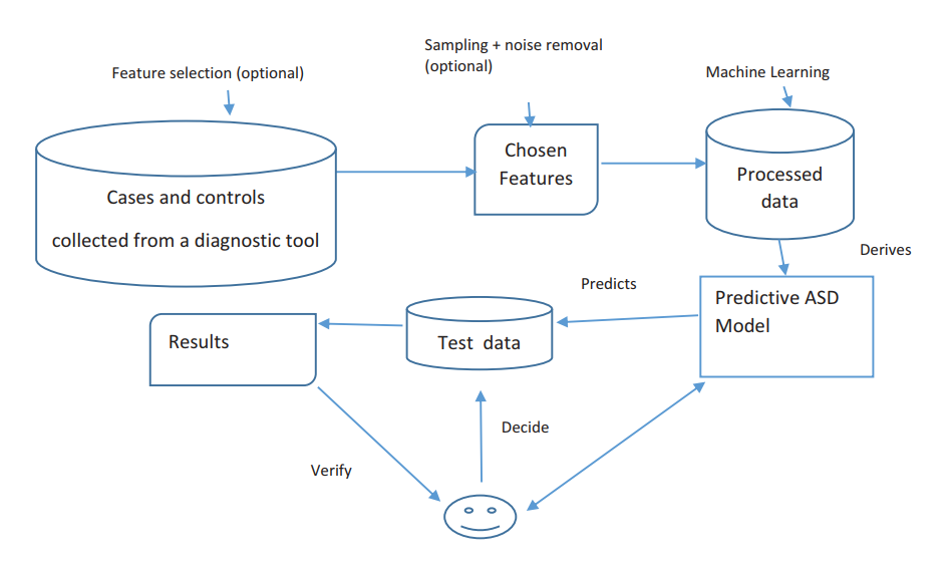 Sampling + noise removal
(optional)
Feature selection (optional)
Machine Learning
Chosen
Features
Processed
data
Cases and controls
collected from a diagnostic tool
Derives
Predicts
Predictive ASD
Model
Results
Test data
Decide
Verify